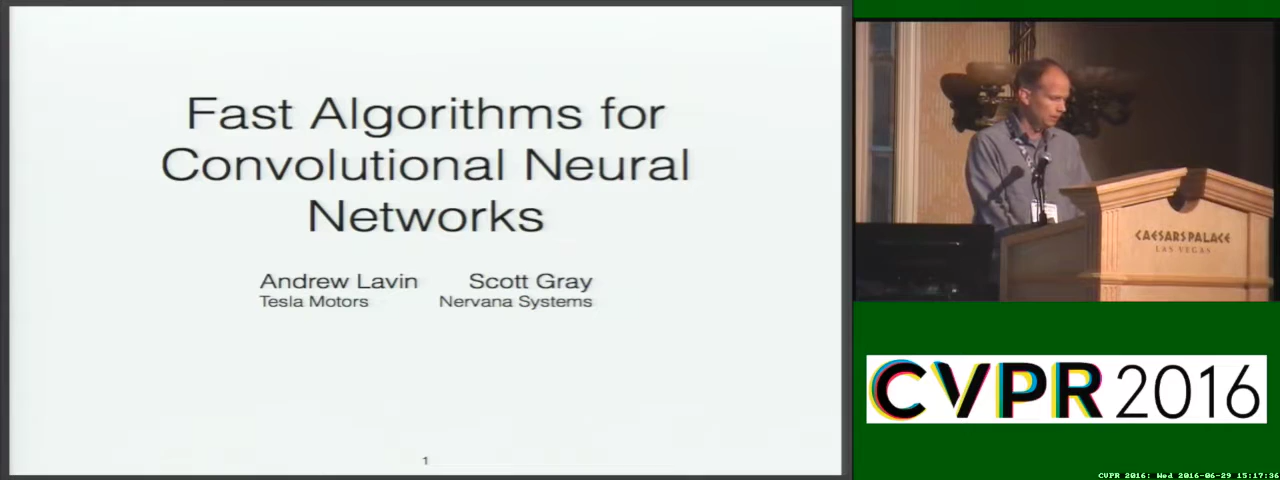 Fast Algorithms for
Convolutional Neural
Networks
Andrew Lavin Scott Gray
Tesla Motors Nervana Systems
1
CAESARS PALACE
LAS VEGAS
CVPR 2016
CVPR 2016: Wed 2016-06-29 15:17:36